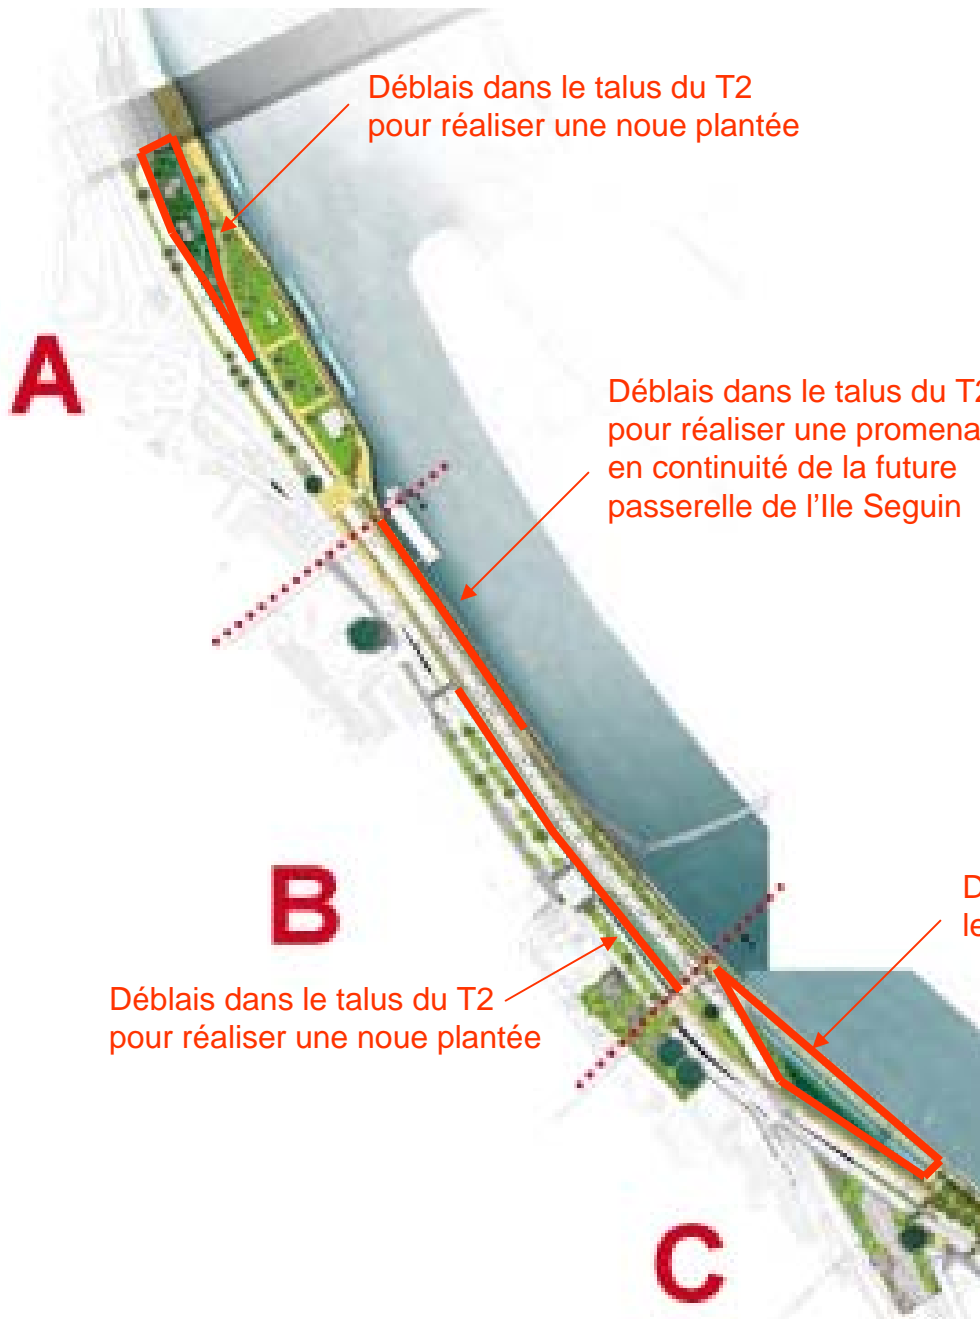 Déblais dans le talus du T2
pour réaliser une noue plantée
A
Déblais dans le talus du T2
pour réaliser une promena
en continuité de la future
passerelle de l'Ile Seguin
B
D
le
Déblais dans le talus du T2
pour réaliser une noue plantée
C